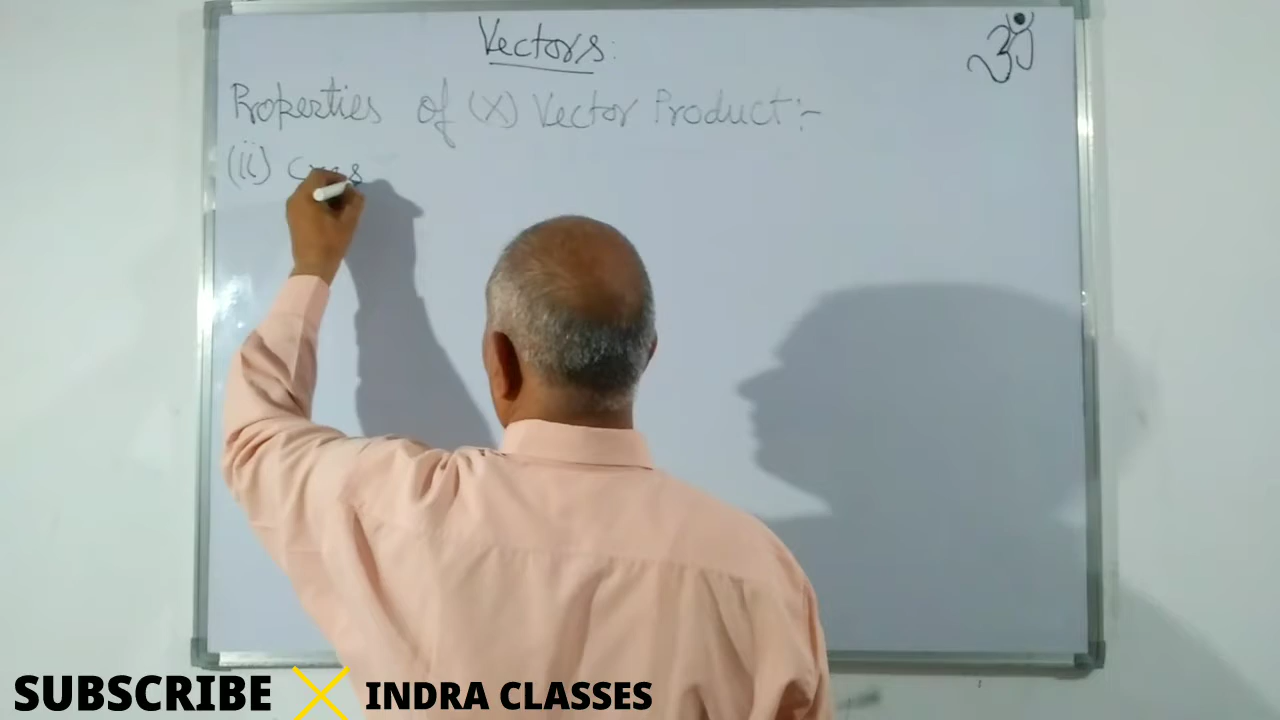 Vectors:
ॐ
Properties of (X) Vector Product:-
(ii)
SUBSCRIBE
INDRA CLASSES